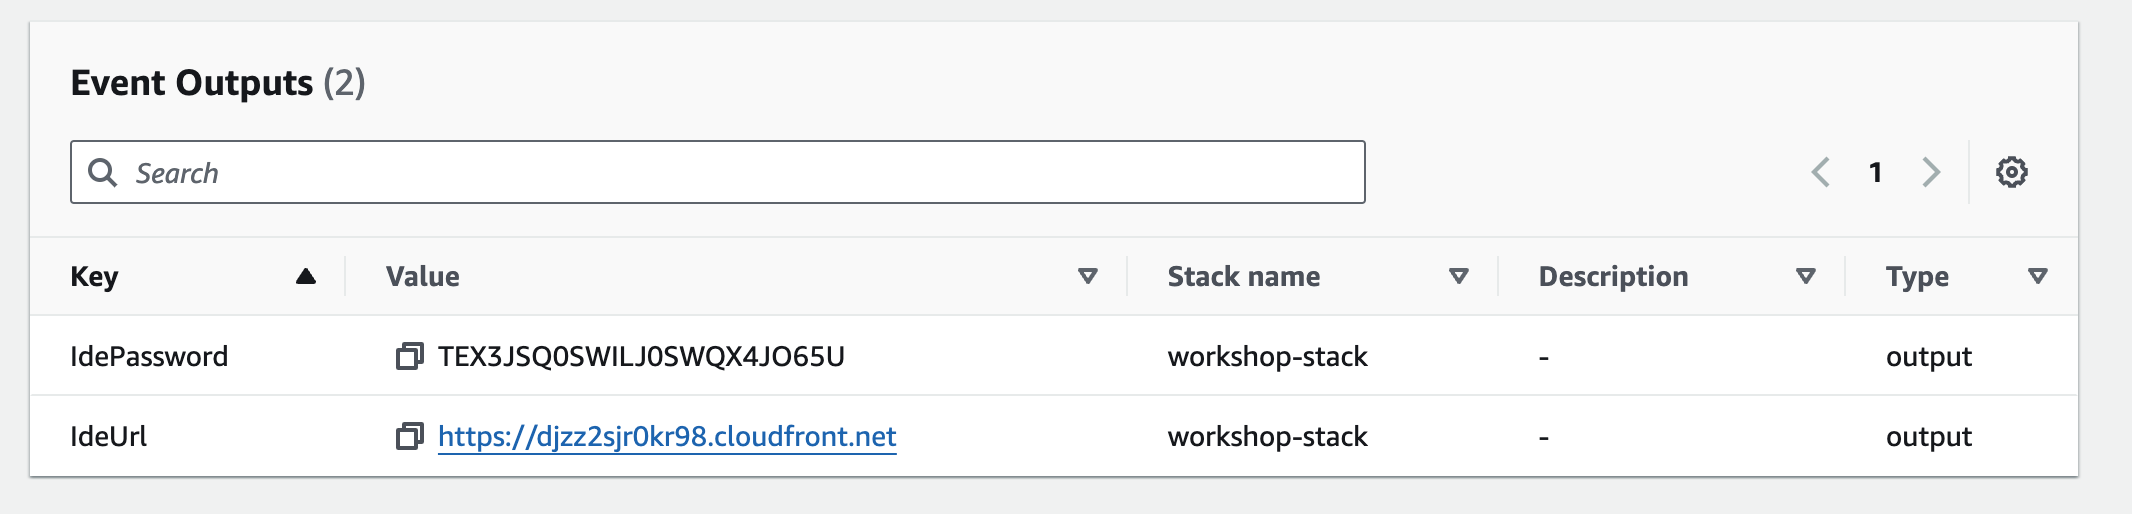 Event Outputs (2)
Search
1
Key Value Stack name Description Type
IdePassword TEX3JSQ0SWILJ0SWQX4JO65U workshop-stack - output
IdeUrl https://djzz2sjr0kr98.cloudfront.net workshop-stack - output